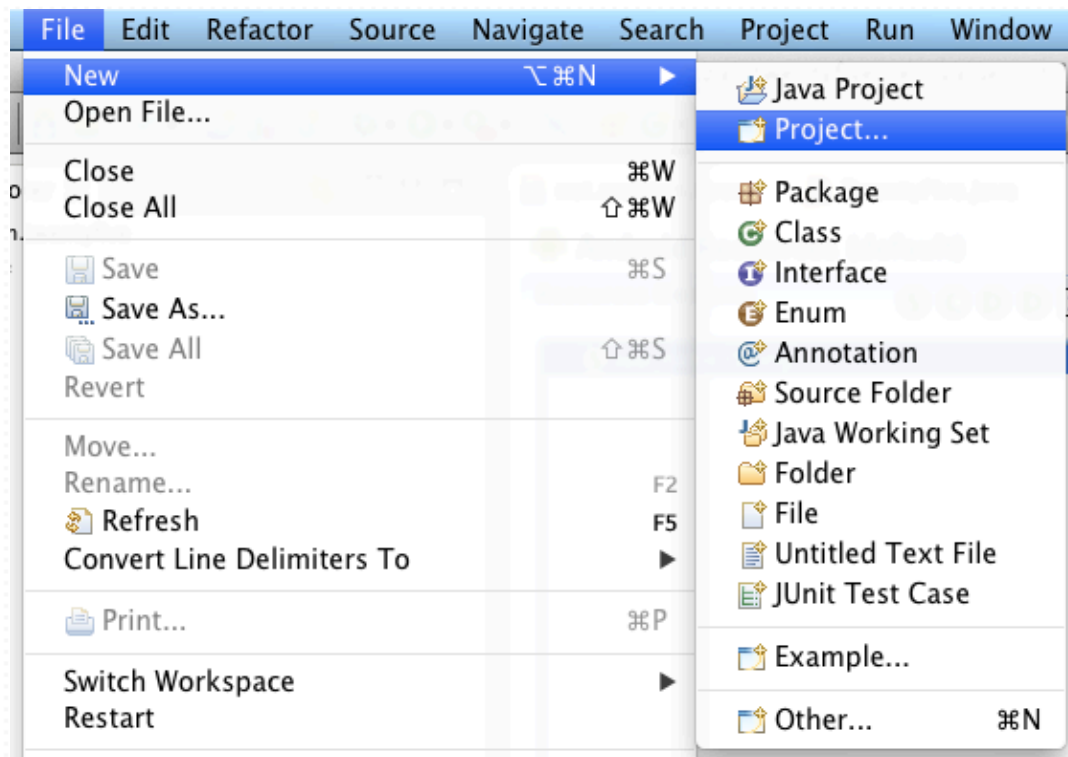 File Edit Refactor Source Navigate Search Project Run Window
New ⌥⌘N ▶
Open File...
Close ⌘W
Close All ⇧⌘W
Save ⌘S
Save As...
Save All ⇧⌘S
Revert
Move...
Rename... F2
Refresh F5
Convert Line Delimiters To ▶
Print... ⌘P
Switch Workspace ▶
Restart
Java Project
Project...
Package
Class
Interface
Enum
Annotation
Source Folder
Java Working Set
Folder
File
Untitled Text File
JUnit Test Case
Example...
Other... ⌘N